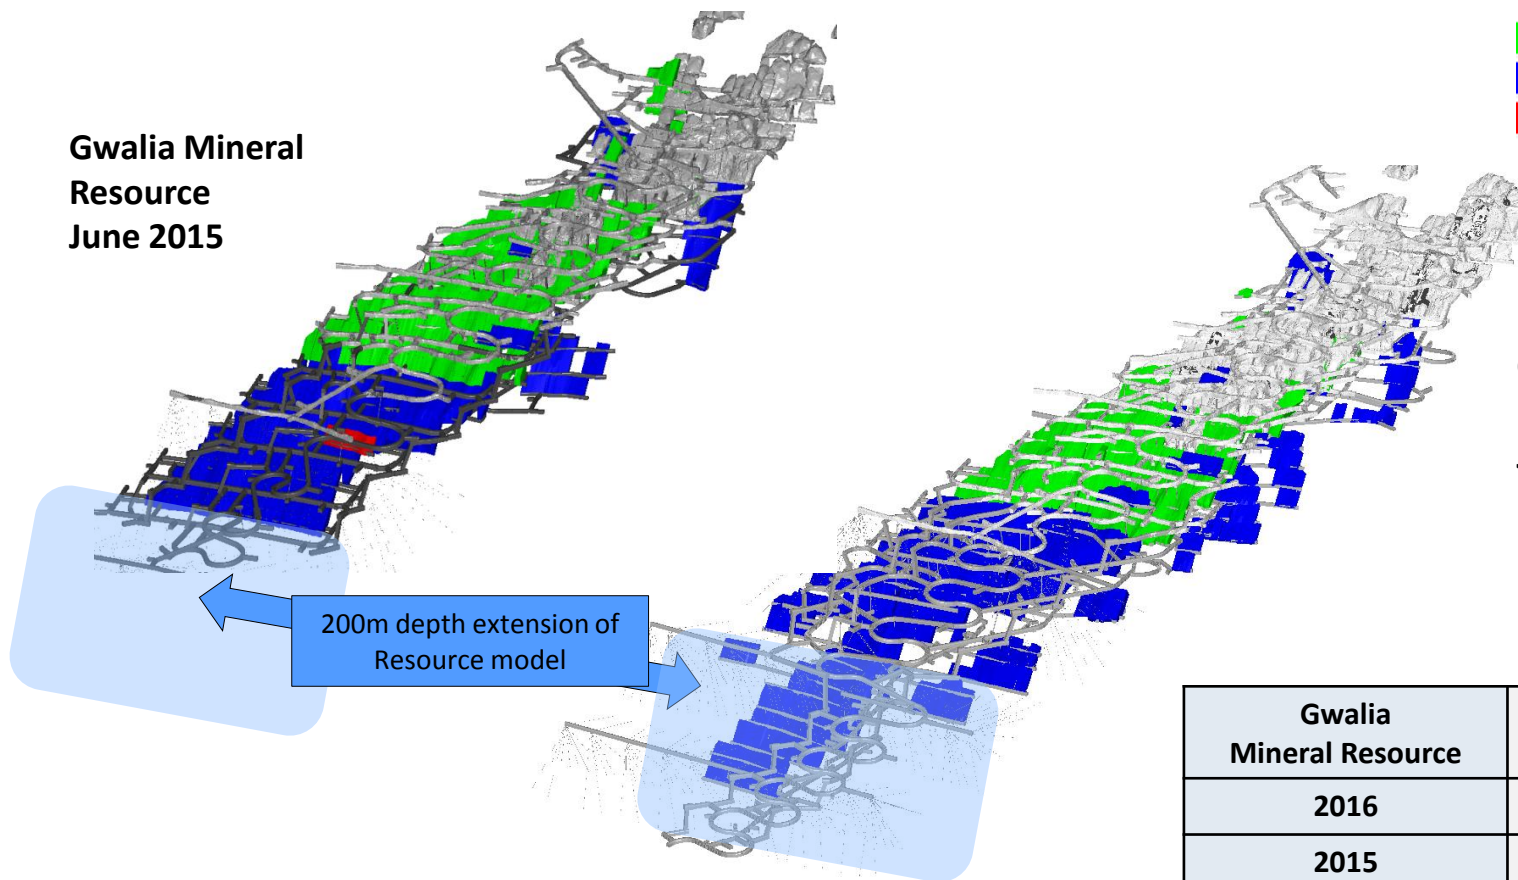 Gwalia Mineral
Resource
June 2015
200m depth extension of
Resource model
Gwalia
Mineral Resource
2016
2015